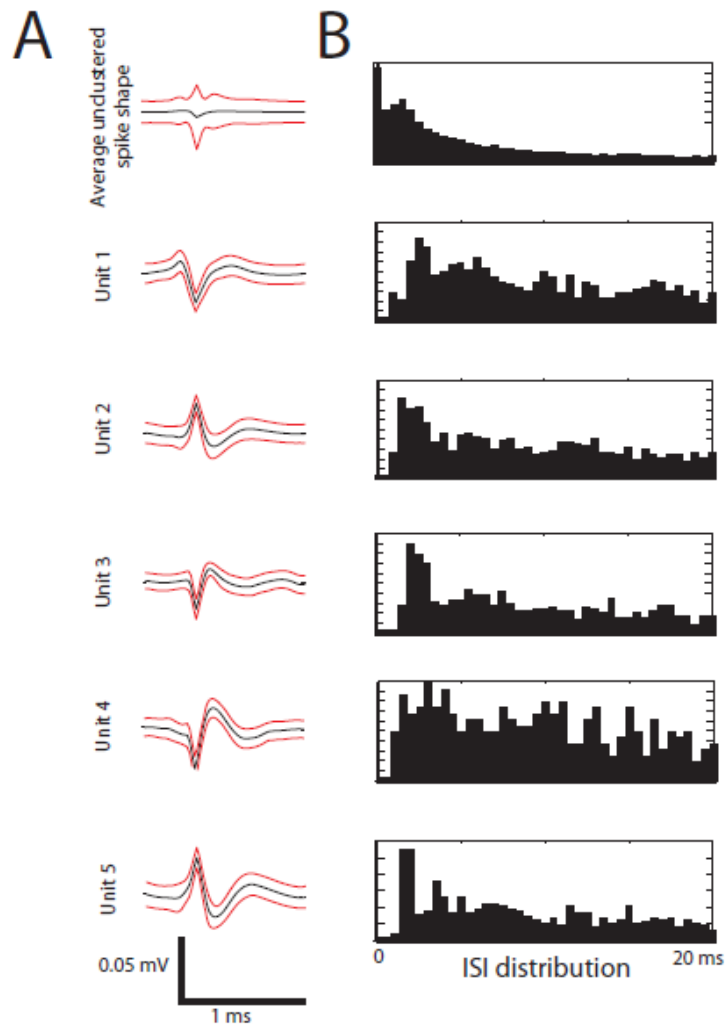 A
B
Average unclustered
spike shape
Unit 1
Unit 2
Unit 3
Unit 4
Unit 5
0.05 mV
1 ms
0
20 ms
ISI distribution